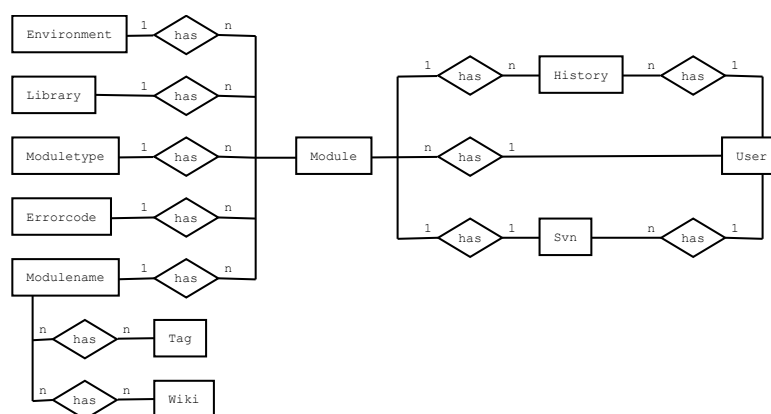 Environment 1 has n
Library 1 has n
Moduletype 1 has n
Errorcode 1 has n
Modulename 1 has n
n has n Tag
n has n Wiki
Module
1 has n History n has 1
n has 1 User
1 has 1 Svn n has 1